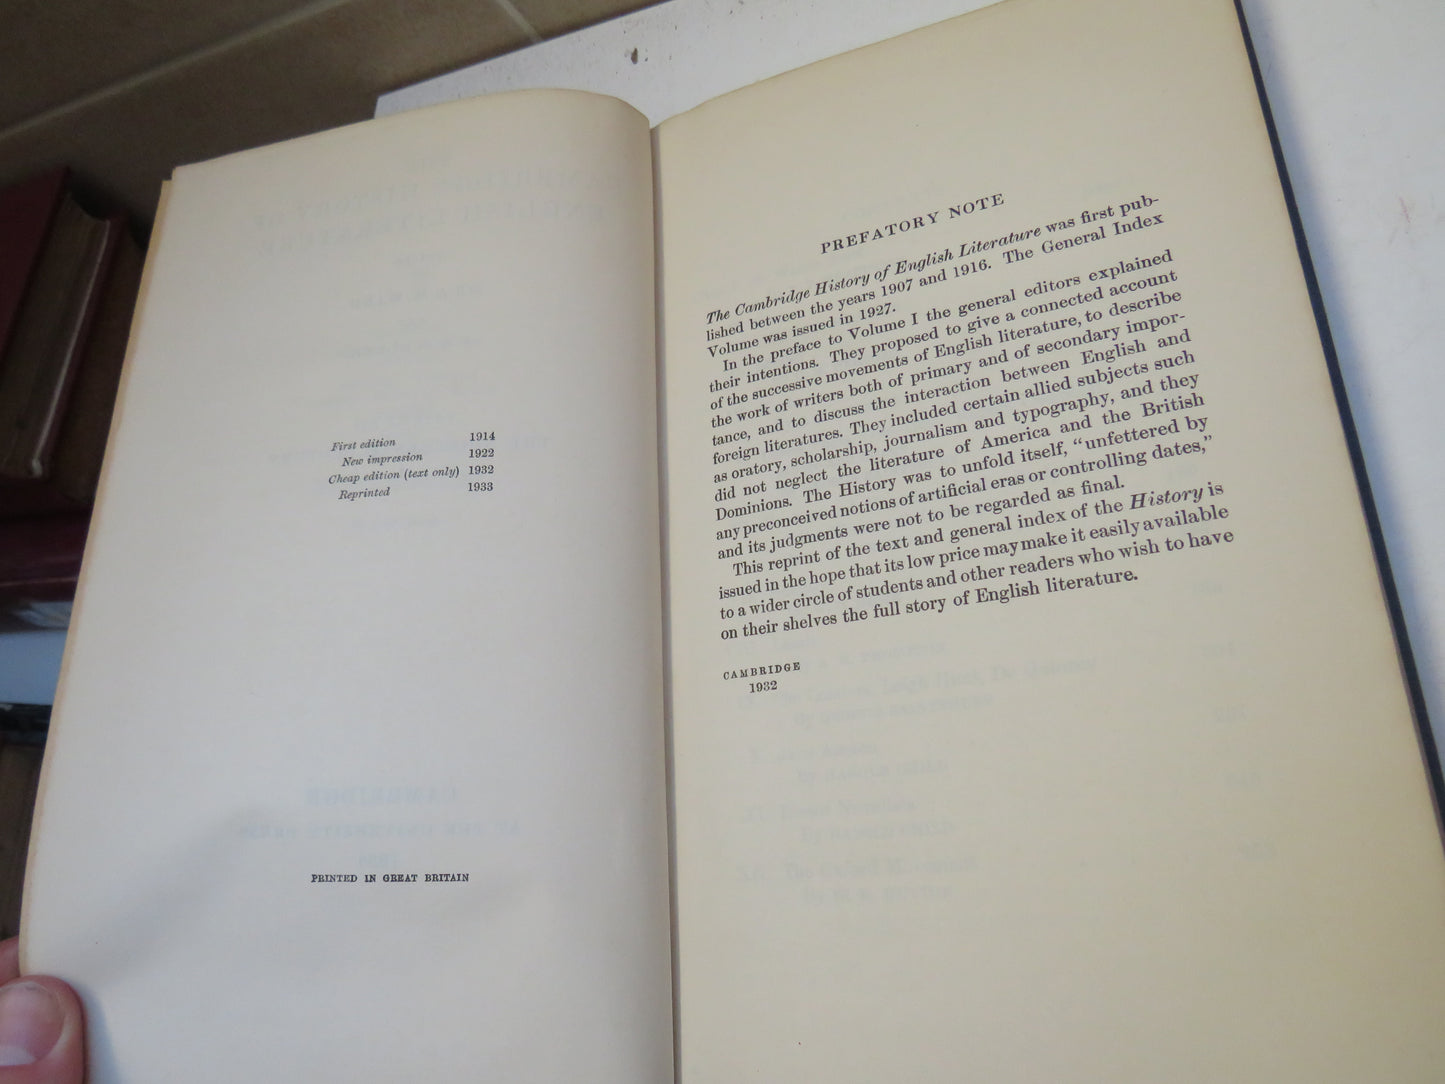 First edition 1914
New impression 1922
Cheap edition (text only) 1932
Reprinted 1933
PRINTED IN GREAT BRITAIN
PREFATORY NOTE
The Cambridge History of English Literature was first pub-
lished between the years 1907 and 1916. The General Index
Volume was issued in 1927.
In the preface to Volume I the general editors explained
their intentions. They proposed to give a connected account
of the successive movements of English literature, to describe
the work of writers both of primary and of secondary impor-
tance, and to discuss the interaction between English and
foreign literatures. They included certain allied subjects such
as oratory, scholarship, journalism and typography, and they
did not neglect the literature of America and the British
Dominions. The History was to unfold itself, “unfettered by
any preconceived notions of artificial eras or controlling dates,”
and its judgments were not to be regarded as final.
This reprint of the text and general index of the History is
issued in the hope that its low price may make it easily available
to a wider circle of students and other readers who wish to have
on their shelves the full story of English literature.
CAMBRIDGE
1932